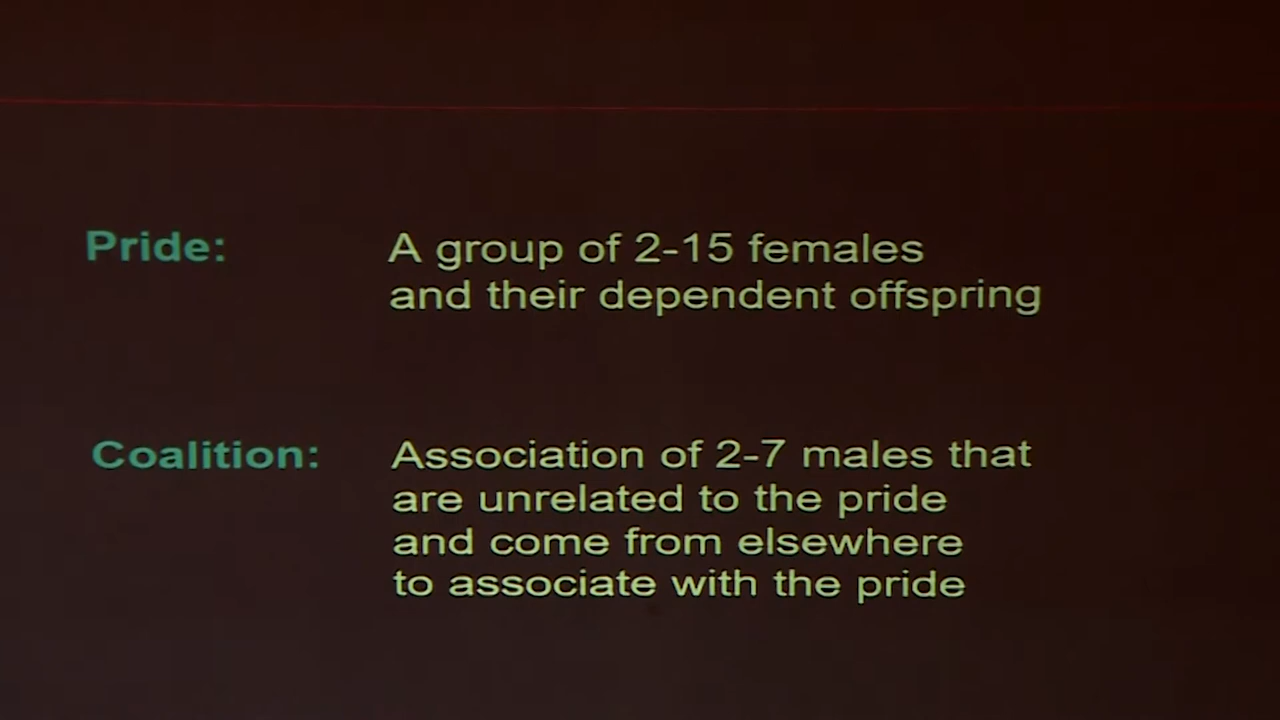 Pride: A group of 2-15 females
and their dependent offspring
Coalition: Association of 2-7 males that
are unrelated to the pride
and come from elsewhere
to associate with the pride